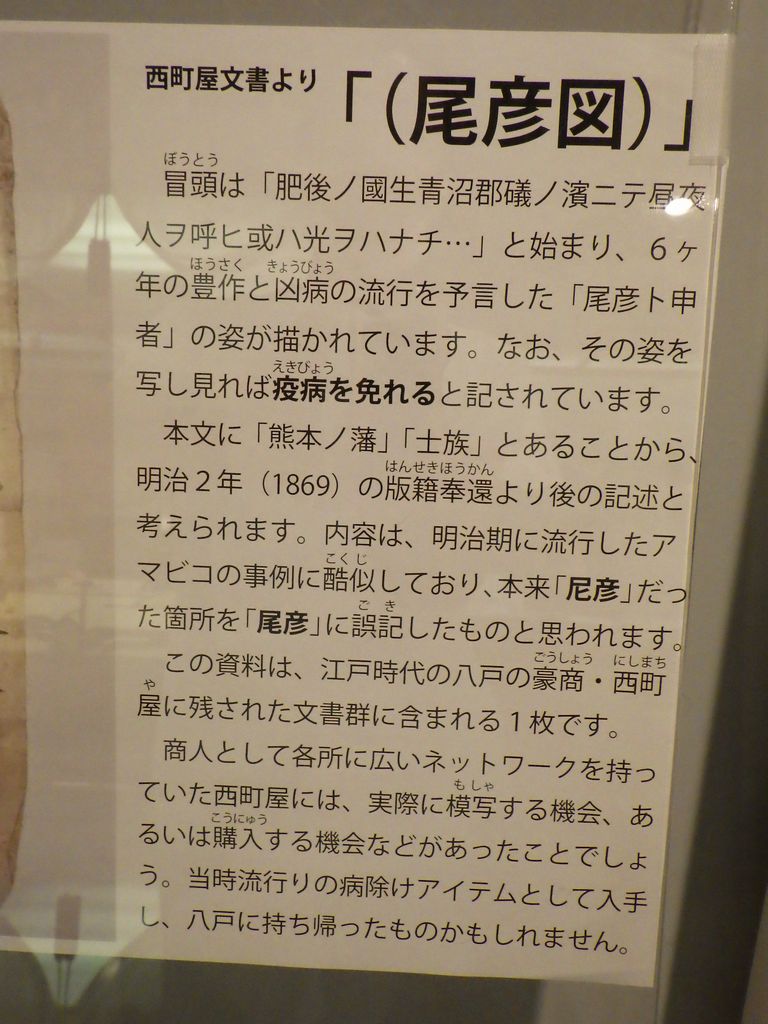 西町屋文書より 「（尾彦図）」
ぼうとう
冒頭は「肥後ノ國生青沼郡礒ノ濱ニテ昼夜
人ヲ呼ヒ或ハ光ヲハナチ…」と始まり、６ヶ
ほうさく きょうびょう
年の豊作と凶病の流行を予言した「尾彦ト申
者」の姿が描かれています。なお、その姿を
えきびょう
写し見れば疫病を免れると記されています。
本文に「熊本ノ藩」「士族」とあることから、
はんせきほうかん
明治２年（1869）の版籍奉還より後の記述と
考えられます。内容は、明治期に流行したア
こくじ
マビコの事例に酷似しており、本来「尼彦」だっ
ごき
た箇所を「尾彦」に誤記したものと思われます。
ごうしょう にしまち
この資料は、江戸時代の八戸の豪商・西町
や
屋に残された文書群に含まれる１枚です。
商人として各所に広いネットワークを持っ
もしゃ
ていた西町屋には、実際に模写する機会、あ
こうにゅう
るいは購入する機会などがあったことでしょ
う。当時流行りの病除けアイテムとして入手
し、八戸に持ち帰ったものかもしれません。